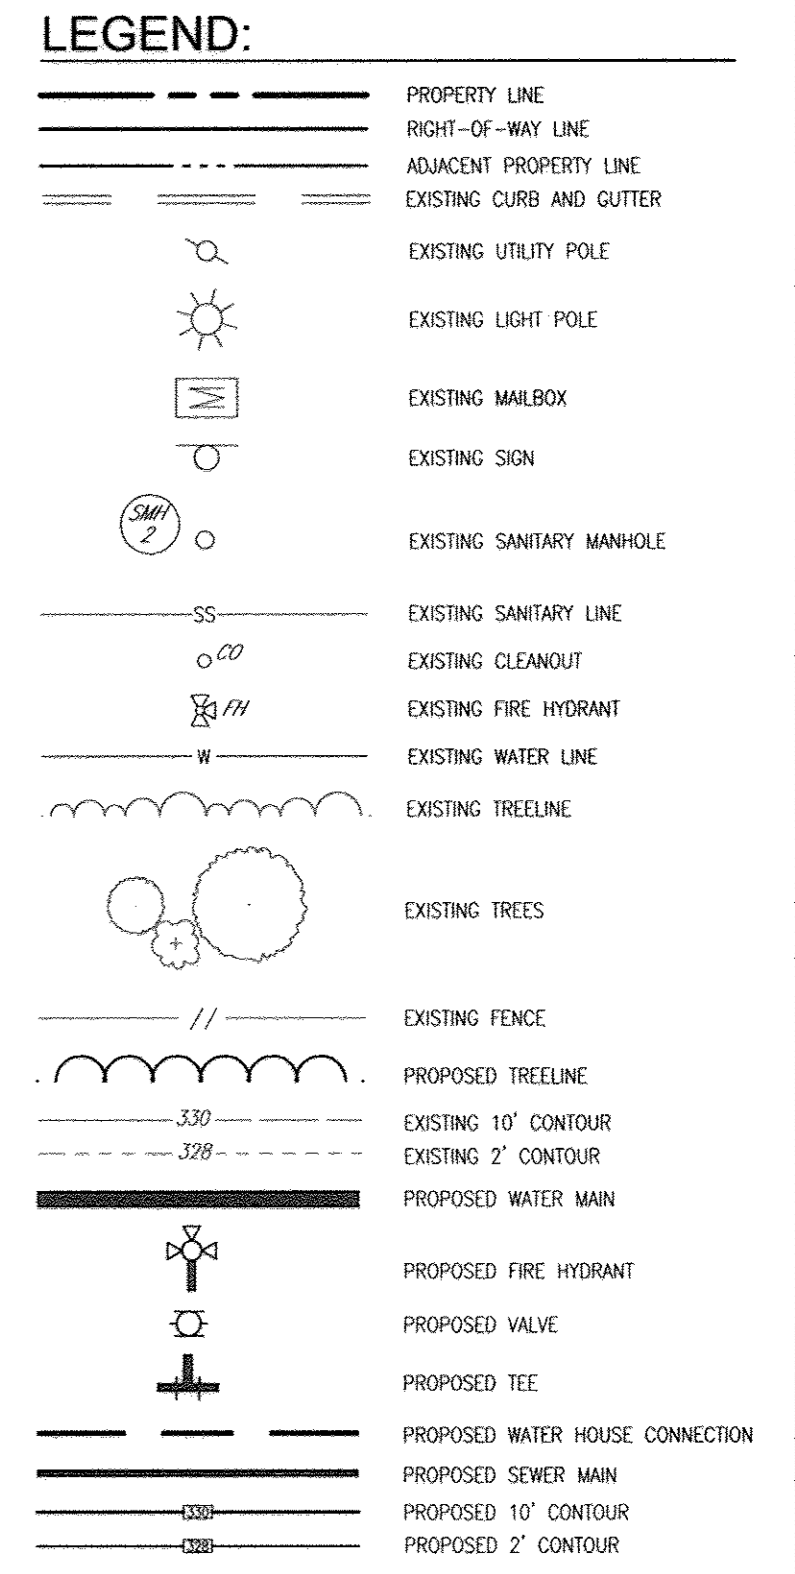 LEGEND:
PROPERTY LINE
RIGHT-OF-WAY LINE
ADJACENT PROPERTY LINE
EXISTING CURB AND GUTTER
EXISTING UTILITY POLE
EXISTING LIGHT POLE
EXISTING MAILBOX
EXISTING SIGN
SMH
2
EXISTING SANITARY MANHOLE
SS EXISTING SANITARY LINE
CO EXISTING CLEANOUT
FH EXISTING FIRE HYDRANT
W EXISTING WATER LINE
EXISTING TREELINE
EXISTING TREES
// EXISTING FENCE
PROPOSED TREELINE
330 EXISTING 10' CONTOUR
328 EXISTING 2' CONTOUR
PROPOSED WATER MAIN
PROPOSED FIRE HYDRANT
PROPOSED VALVE
PROPOSED TEE
PROPOSED WATER HOUSE CONNECTION
PROPOSED SEWER MAIN
330 PROPOSED 10' CONTOUR
328 PROPOSED 2' CONTOUR